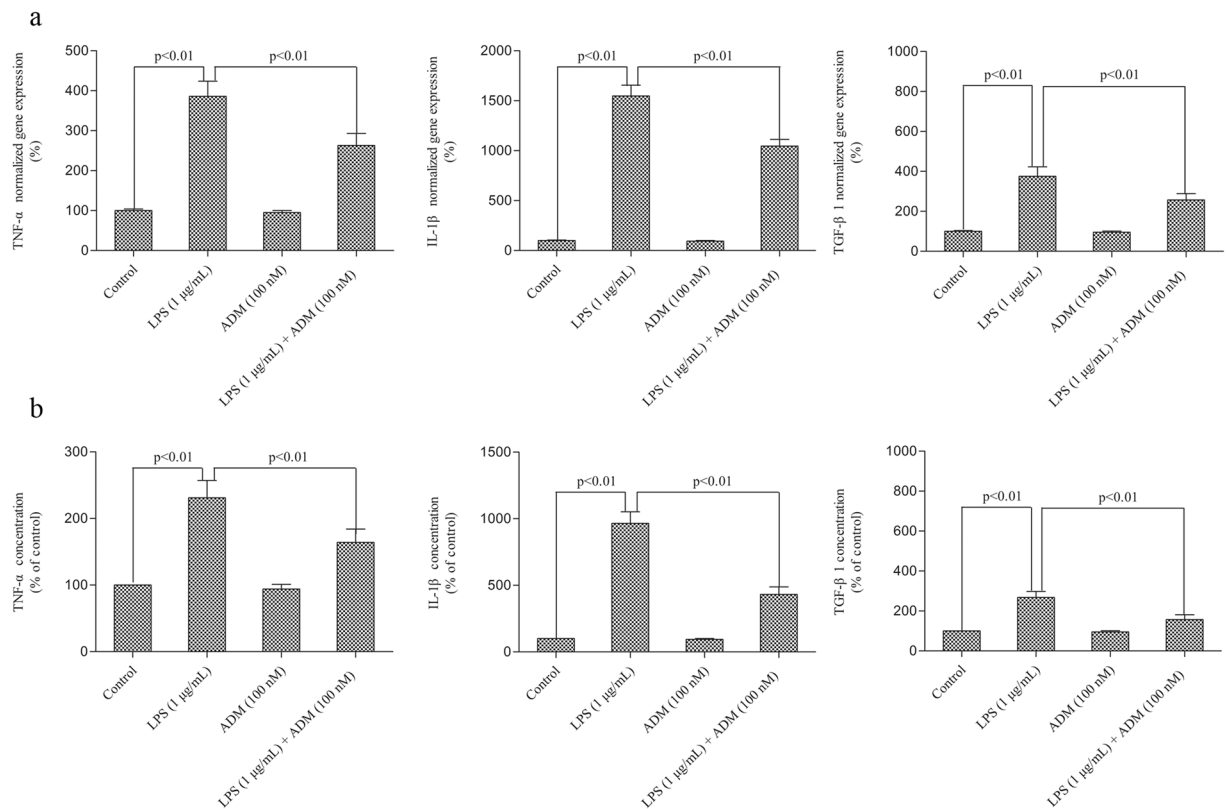 a
TNF-α normalized gene expression
(%)
500
400
300
200
100
0
p<0.01
p<0.01
Control
LPS (1 µg/mL)
ADM (100 nM)
LPS (1 µg/mL) + ADM (100 nM)
IL-1β normalized gene expression
(%)
2000
1500
1000
500
0
p<0.01
p<0.01
Control
LPS (1 µg/mL)
ADM (100 nM)
LPS (1 µg/mL) + ADM (100 nM)
TGF-β 1 normalized gene expression
(%)
1000
800
600
400
200
0
p<0.01
p<0.01
Control
LPS (1 µg/mL)
ADM (100 nM)
LPS (1 µg/mL) + ADM (100 nM)
b
TNF-α concentration
(% of control)
300
200
100
0
p<0.01
p<0.01
Control
LPS (1 µg/mL)
ADM (100 nM)
LPS (1 µg/mL) + ADM (100 nM)
IL-1β concentration
(% of control)
1500
1000
500
0
p<0.01
p<0.01
Control
LPS (1 µg/mL)
ADM (100 nM)
LPS (1 µg/mL) + ADM (100 nM)
TGF-β 1 concentration
(% of control)
1000
800
600
400
200
0
p<0.01
p<0.01
Control
LPS (1 µg/mL)
ADM (100 nM)
LPS (1 µg/mL) + ADM (100 nM)